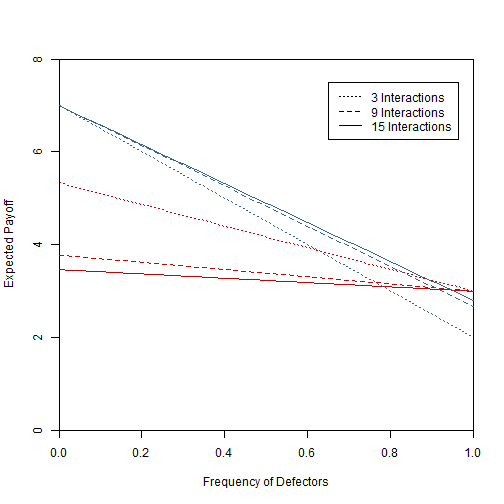 8
6
4
2
0
Expected Payoff
3 Interactions
9 Interactions
15 Interactions
0.0 0.2 0.4 0.6 0.8 1.0
Frequency of Defectors